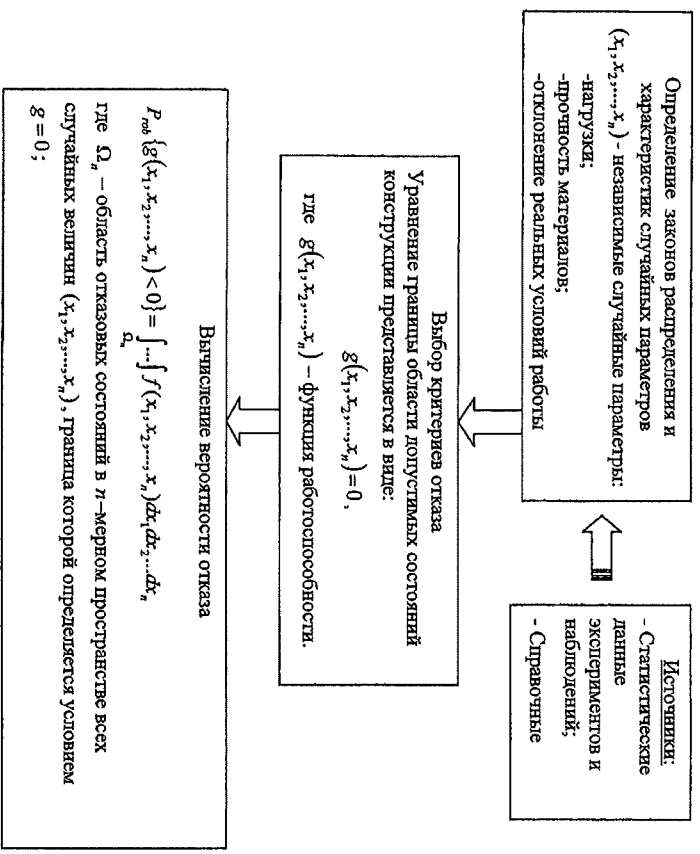 Определение законов распределения и
характеристик случайных параметров
(x₁, x₂,..., xₙ) - независимые случайные параметры:
-нагрузки;
-прочность материалов;
-отклонение реальных условий работы
Источники:
- Статистические
данные
экспериментов и
наблюдений;
- Справочные
Выбор критериев отказа
Уравнение границы области допустимых состояний
конструкции представляется в виде:
g(x₁, x₂,..., xₙ)=0,
где g(x₁, x₂,..., xₙ) – функция работоспособности.
Вычисление вероятности отказа
P_rob {g(x₁, x₂,..., xₙ)<0}= ∫...∫ f(x₁, x₂,..., xₙ)dx₁dx₂...dxₙ
Ωₙ
где Ωₙ – область отказовых состояний в n–мерном пространстве всех
случайных величин (x₁, x₂,..., xₙ), граница которой определяется условием
g=0;